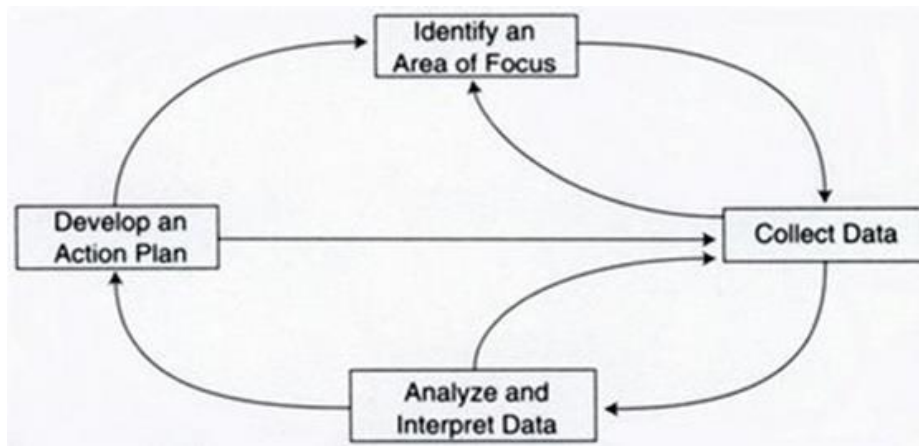 Identify an
Area of Focus
Develop an
Action Plan
Collect Data
Analyze and
Interpret Data